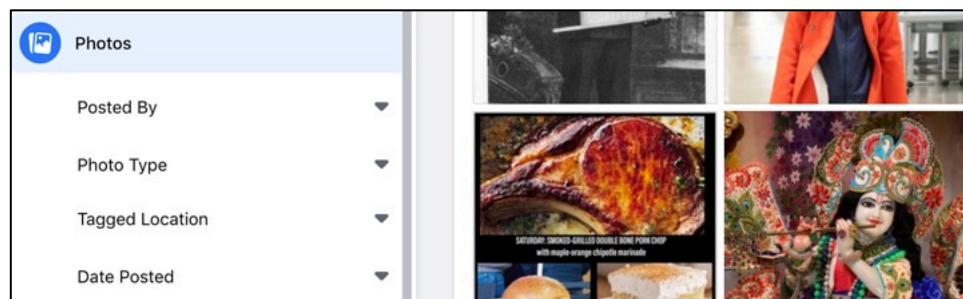 Photos
Posted By
Photo Type
Tagged Location
Date Posted
SATURDAY: SMOKED-GRILLED DOUBLE BONE PORK CHOP
with maple-orange chipotle marinade